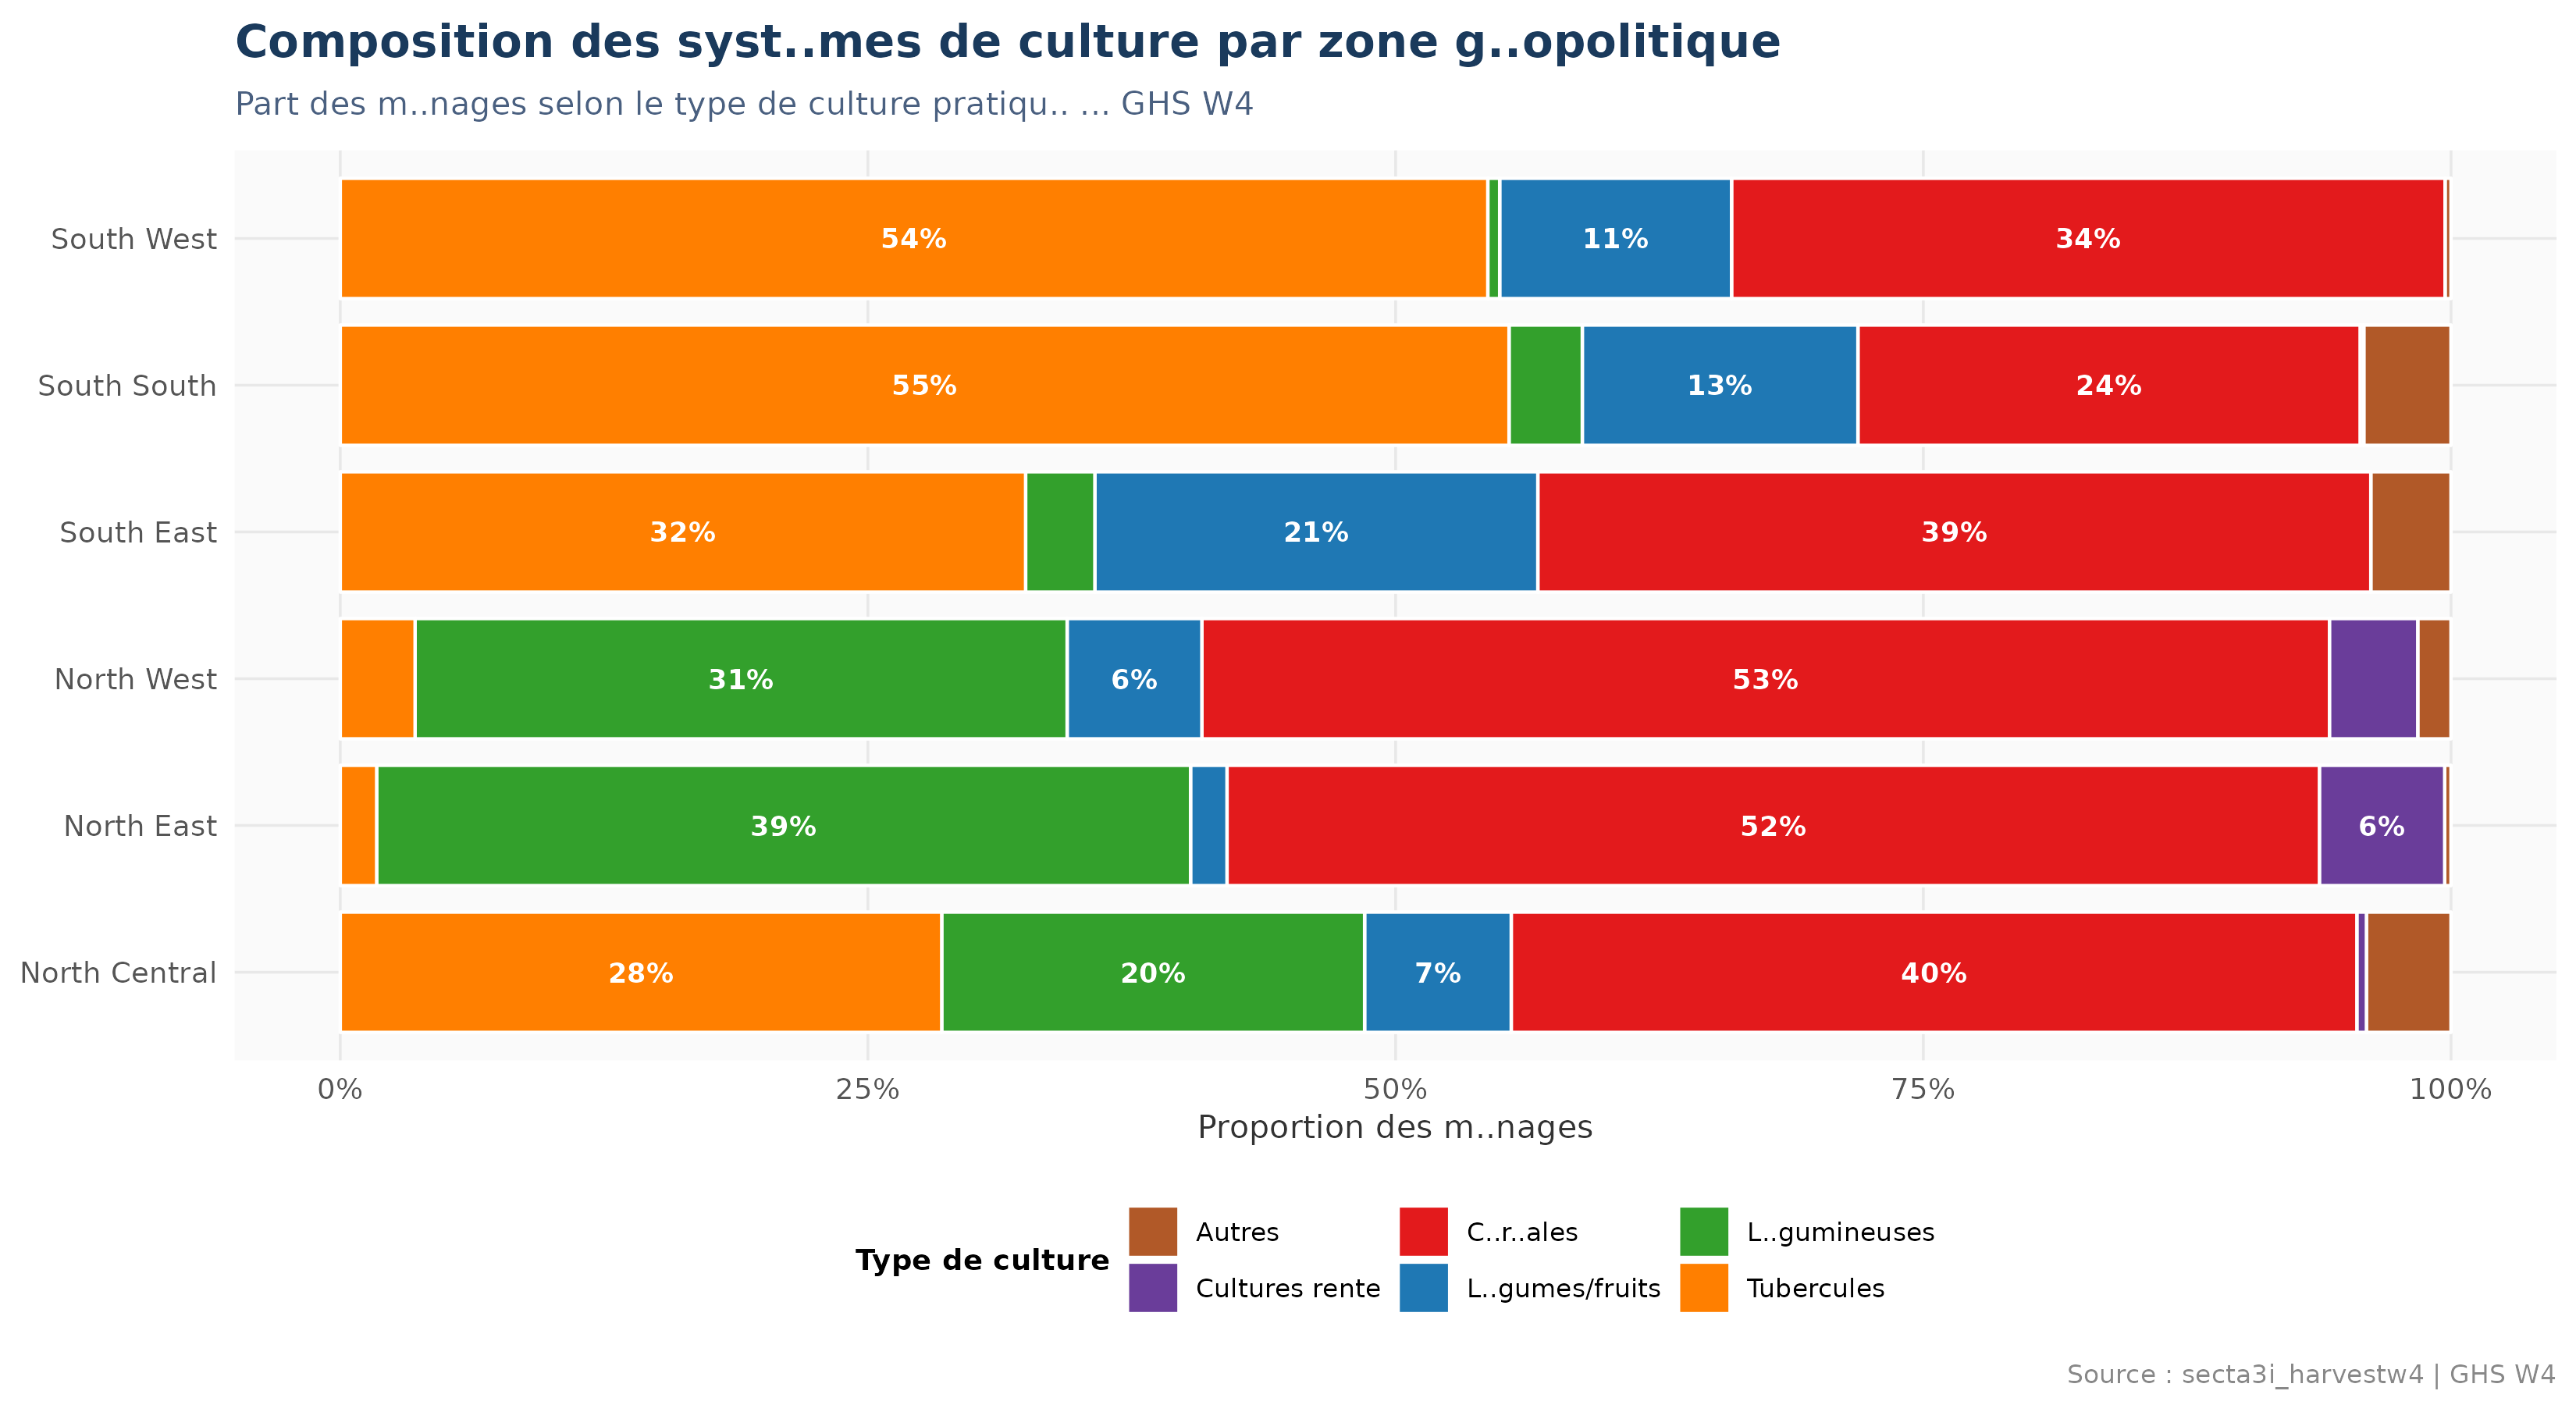 Composition des syst..mes de culture par zone g..opolitique
Part des m..nages selon le type de culture pratiqu.. ... GHS W4
South West
54%
11%
34%
South South
55%
13%
24%
South East
32%
21%
39%
North West
31%
6%
53%
North East
39%
52%
6%
North Central
28%
20%
7%
40%
0%
25%
50%
75%
100%
Proportion des m..nages
Type de culture
Autres
C..r..ales
L..gumineuses
Cultures rente
L..gumes/fruits
Tubercules
Source : secta3i_harvestw4 | GHS W4